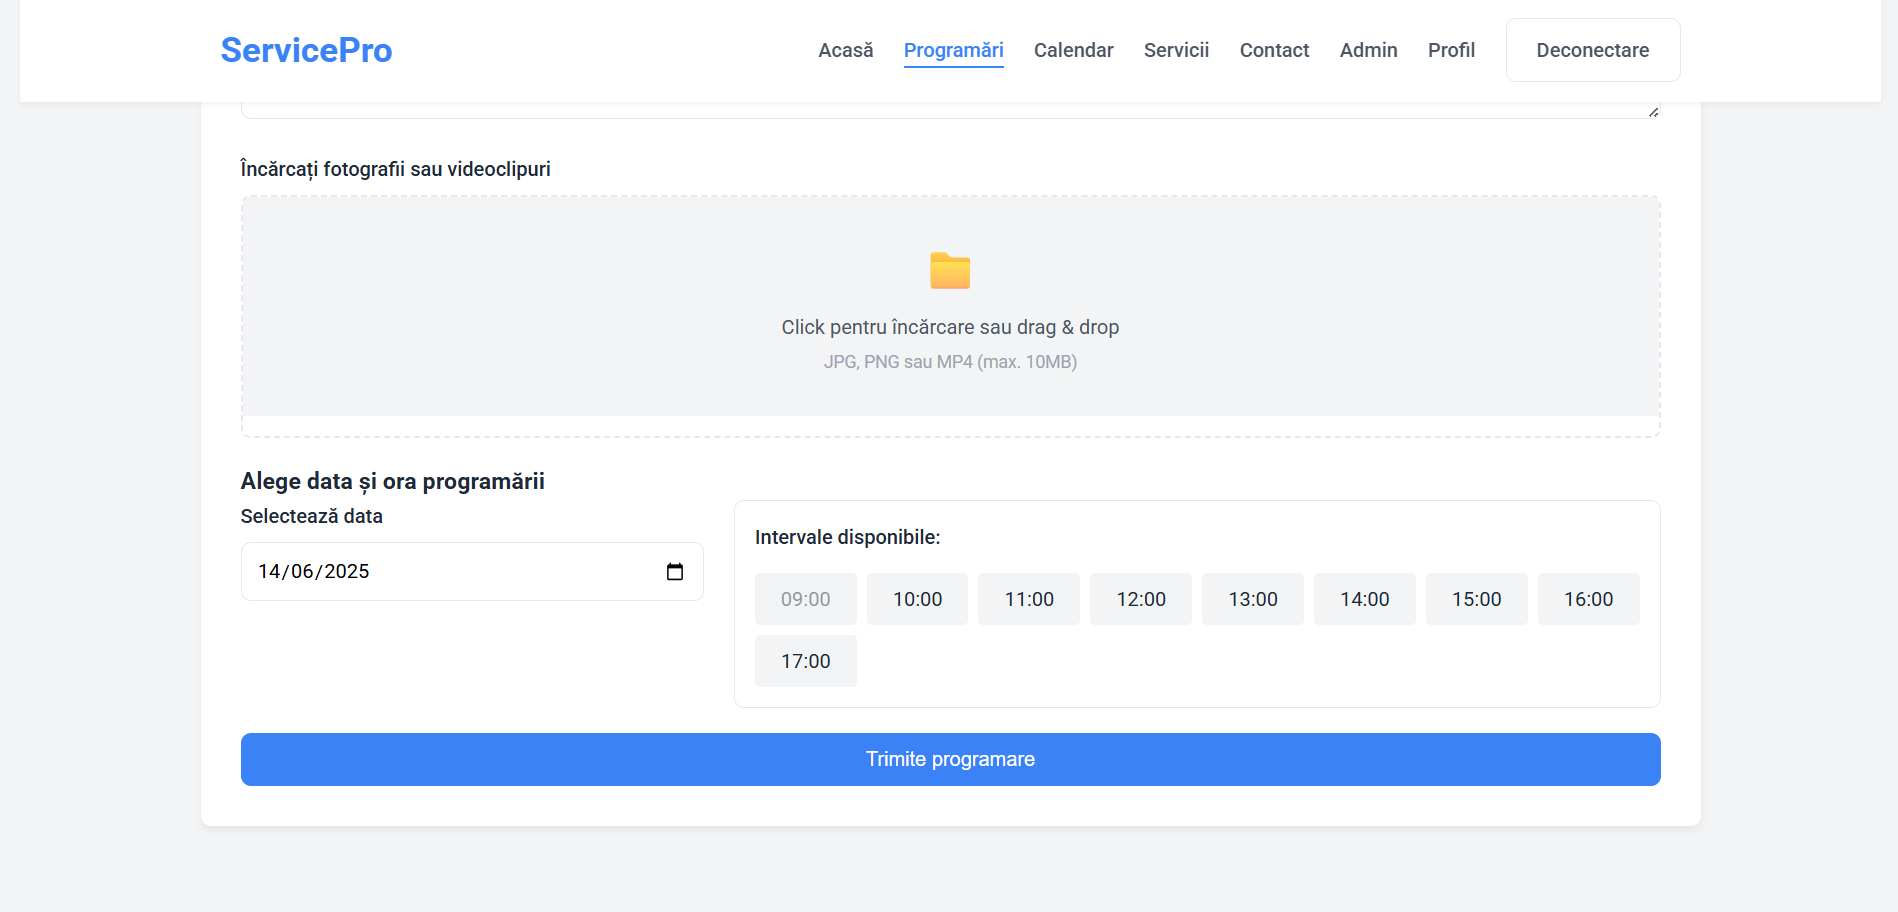 ServicePro
Acasă Programări Calendar Servicii Contact Admin Profil Deconectare
Încărcați fotografii sau videoclipuri
Click pentru încărcare sau drag & drop
JPG, PNG sau MP4 (max. 10MB)
Alege data și ora programării
Selectează data
14/06/2025
Intervale disponibile:
09:00 10:00 11:00 12:00 13:00 14:00 15:00 16:00
17:00
Trimite programare